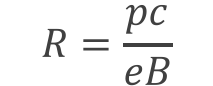 R = pc/eB